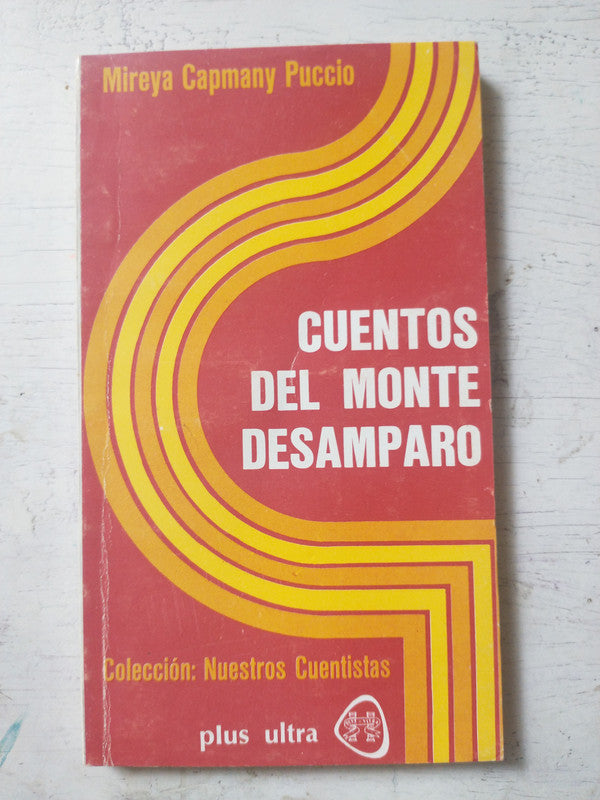 Mireya Capmany Puccio
CUENTOS
DEL MONTE
DESAMPARO
Colección: Nuestros Cuentistas
plus ultra